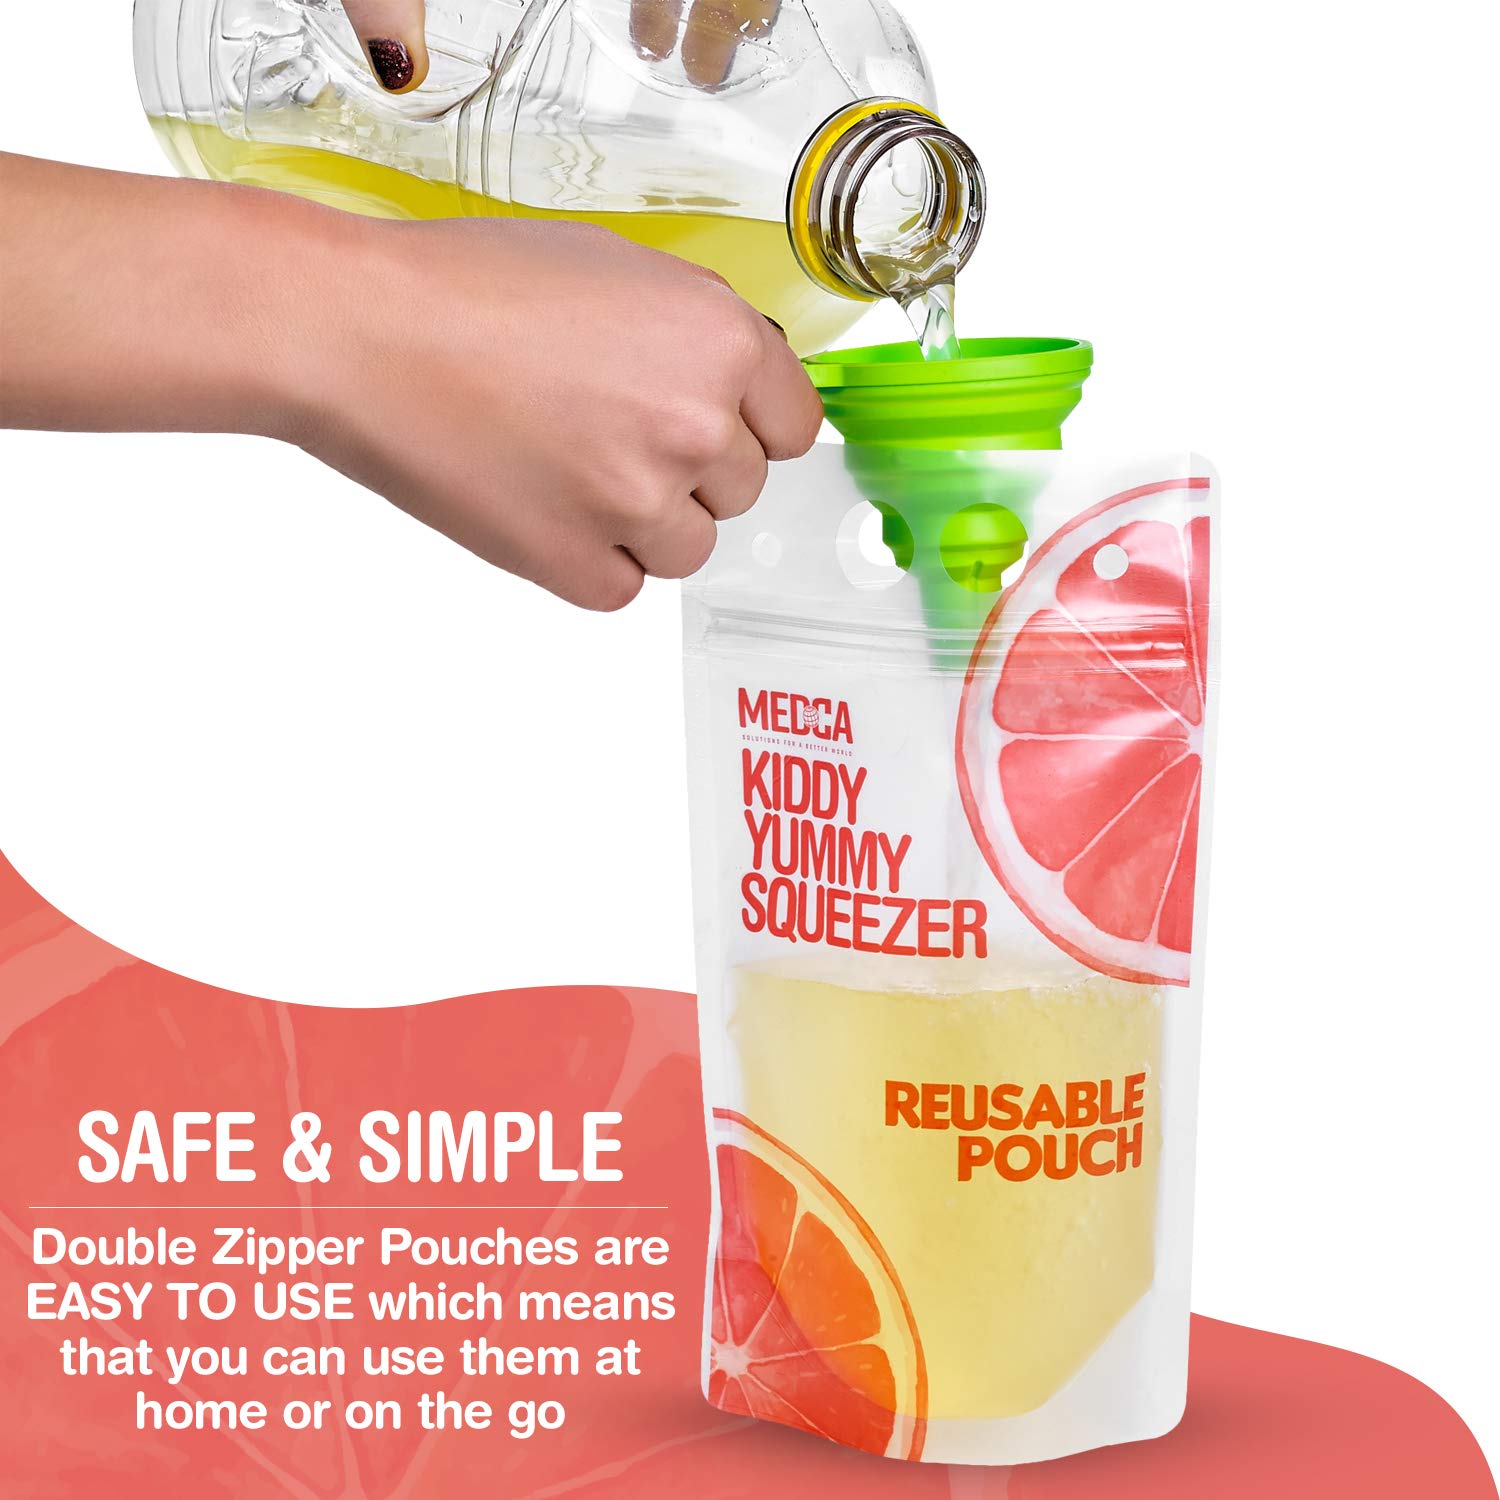 MEDCA
SOLUTIONS FOR A BETTER WORLD
KIDDY
YUMMY
SQUEEZER
REUSABLE
POUCH
SAFE & SIMPLE
Double Zipper Pouches are
EASY TO USE which means
that you can use them at
home or on the go